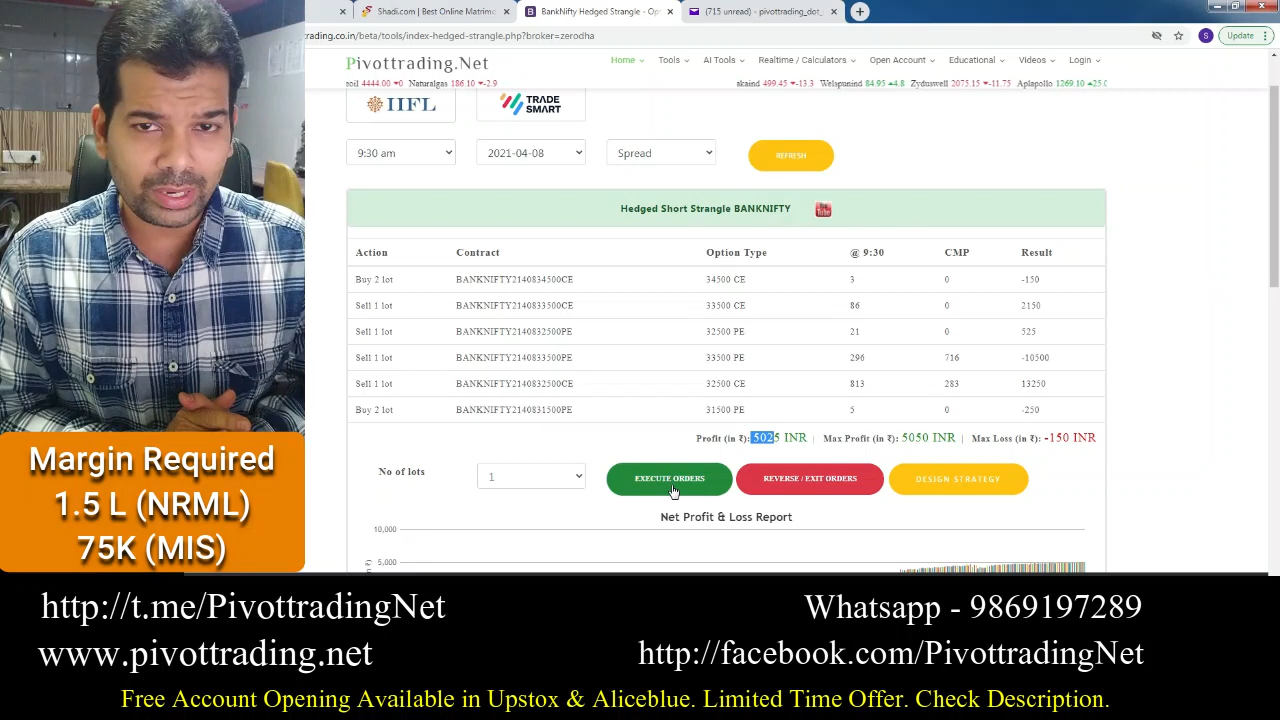 Shadi.com | Best Online Matrimo
BankNifty Hedged Strangle - Op
(715 unread) - pivottrading_dot_
trading.co.in/beta/tools/index-hedged-strangle.php?broker=zerodha
S
Update
Pivottrading.Net
Home Tools AI Tools Realtime / Calculators Open Account Educational Videos Login
roil 4444.00 ▾0 Naturalgas 186.10 ▾-2.9
akaind 499.45 ▾-13.3 Welspunind 84.95 ▴4.8 Zyduswell 2075.15 ▾-11.75 Aplapollo 1269.10 ▴25.0
IIFL
TRADE SMART
9:30 am
2021-04-08
Spread
REFRESH
Hedged Short Strangle BANKNIFTY
Action Contract Option Type @ 9:30 CMP Result
Buy 2 lot BANKNIFTY2140834500CE 34500 CE 3 0 -150
Sell 1 lot BANKNIFTY2140833500CE 33500 CE 86 0 2150
Sell 1 lot BANKNIFTY2140832500PE 32500 PE 21 0 525
Sell 1 lot BANKNIFTY2140833500PE 33500 PE 296 716 -10500
Sell 1 lot BANKNIFTY2140832500CE 32500 CE 813 283 13250
Buy 2 lot BANKNIFTY2140831500PE 31500 PE 5 0 -250
Profit (in ₹): 5025 INR | Max Profit (in ₹): 5050 INR | Max Loss (in ₹): -150 INR
No of lots
1
EXECUTE ORDERS
REVERSE / EXIT ORDERS
DESIGN STRATEGY
Net Profit & Loss Report
10,000
5,000
Margin Required
1.5 L (NRML)
75K (MIS)
http://t.me/PivottradingNet
Whatsapp - 9869197289
www.pivottrading.net
http://facebook.com/PivottradingNet
Free Account Opening Available in Upstox & Aliceblue. Limited Time Offer. Check Description.